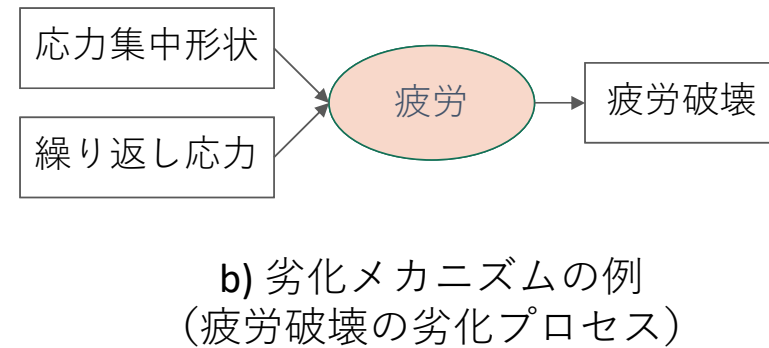 応力集中形状
繰り返し応力
疲労
疲労破壊
b) 劣化メカニズムの例
（疲労破壊の劣化プロセス）